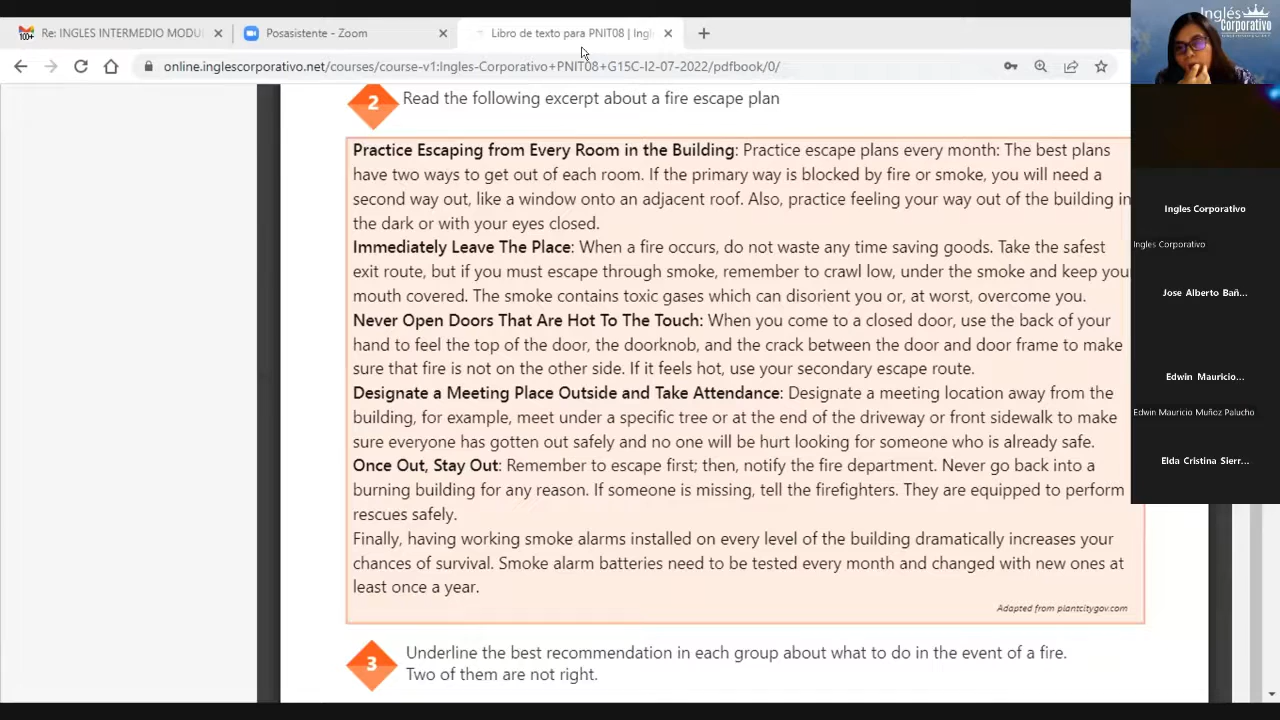 100+
Re: INGLES INTERMEDIO MODU
Posasistente - Zoom
Libro de texto para PNIT08 | Ingl
online.inglescorporativo.net/courses/course-v1:Ingles-Corporativo+PNIT08+G15C-I2-07-2022/pdfbook/0/
Inglés
Corporativo
2 Read the following excerpt about a fire escape plan
Practice Escaping from Every Room in the Building: Practice escape plans every month: The best plans
have two ways to get out of each room. If the primary way is blocked by fire or smoke, you will need a
second way out, like a window onto an adjacent roof. Also, practice feeling your way out of the building in
the dark or with your eyes closed.
Immediately Leave The Place: When a fire occurs, do not waste any time saving goods. Take the safest
exit route, but if you must escape through smoke, remember to crawl low, under the smoke and keep you
mouth covered. The smoke contains toxic gases which can disorient you or, at worst, overcome you.
Never Open Doors That Are Hot To The Touch: When you come to a closed door, use the back of your
hand to feel the top of the door, the doorknob, and the crack between the door and door frame to make
sure that fire is not on the other side. If it feels hot, use your secondary escape route.
Designate a Meeting Place Outside and Take Attendance: Designate a meeting location away from the
building, for example, meet under a specific tree or at the end of the driveway or front sidewalk to make
sure everyone has gotten out safely and no one will be hurt looking for someone who is already safe.
Once Out, Stay Out: Remember to escape first; then, notify the fire department. Never go back into a
burning building for any reason. If someone is missing, tell the firefighters. They are equipped to perform
rescues safely.
Finally, having working smoke alarms installed on every level of the building dramatically increases your
chances of survival. Smoke alarm batteries need to be tested every month and changed with new ones at
least once a year.
Adapted from plantcitygov.com
3 Underline the best recommendation in each group about what to do in the event of a fire.
Two of them are not right.
Ingles Corporativo
Ingles Corporativo
Jose Alberto Bañ...
Edwin Mauricio...
Edwin Mauricio Muñoz Palucho
Elda Cristina Sierr...